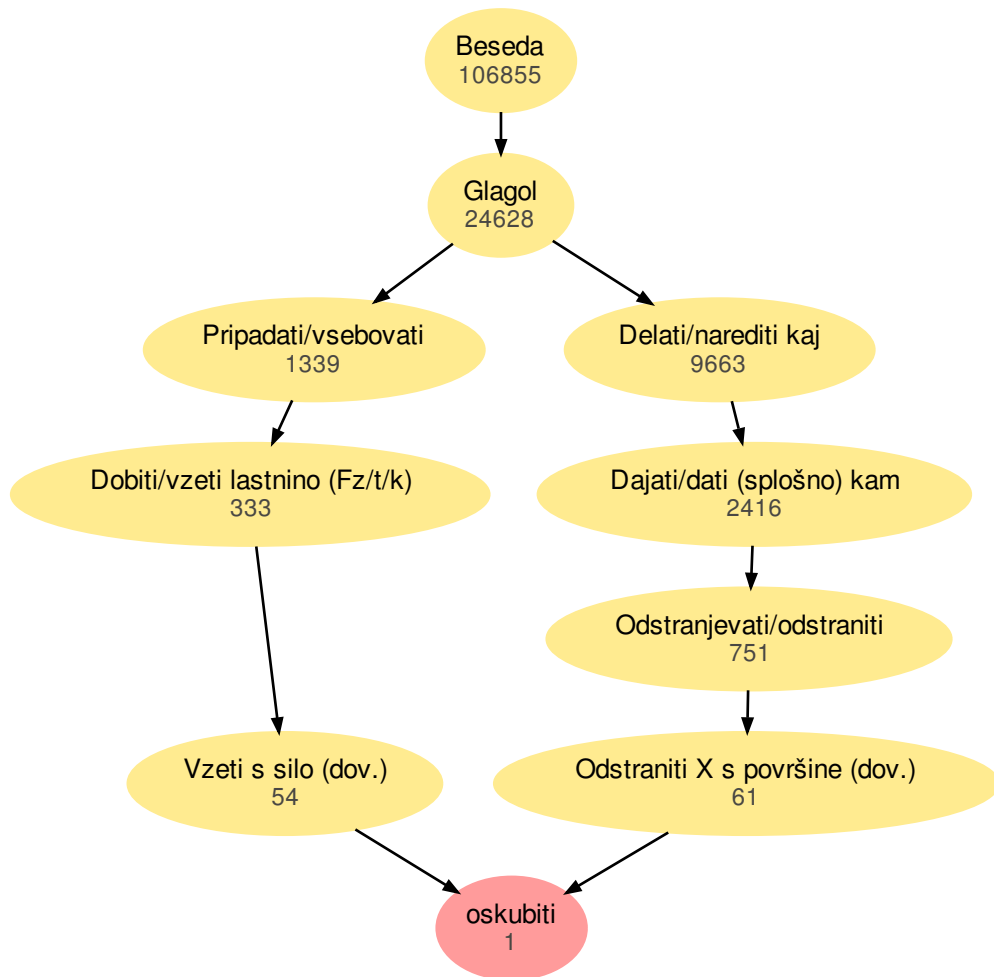 Beseda
106855
Glagol
24628
Pripadati/vsebovati
1339
Delati/narediti kaj
9663
Dobiti/vzeti lastnino (Fz/t/k)
333
Dajati/dati (splošno) kam
2416
Odstranjevati/odstraniti
751
Vzeti s silo (dov.)
54
Odstraniti X s površine (dov.)
61
oskubiti
1